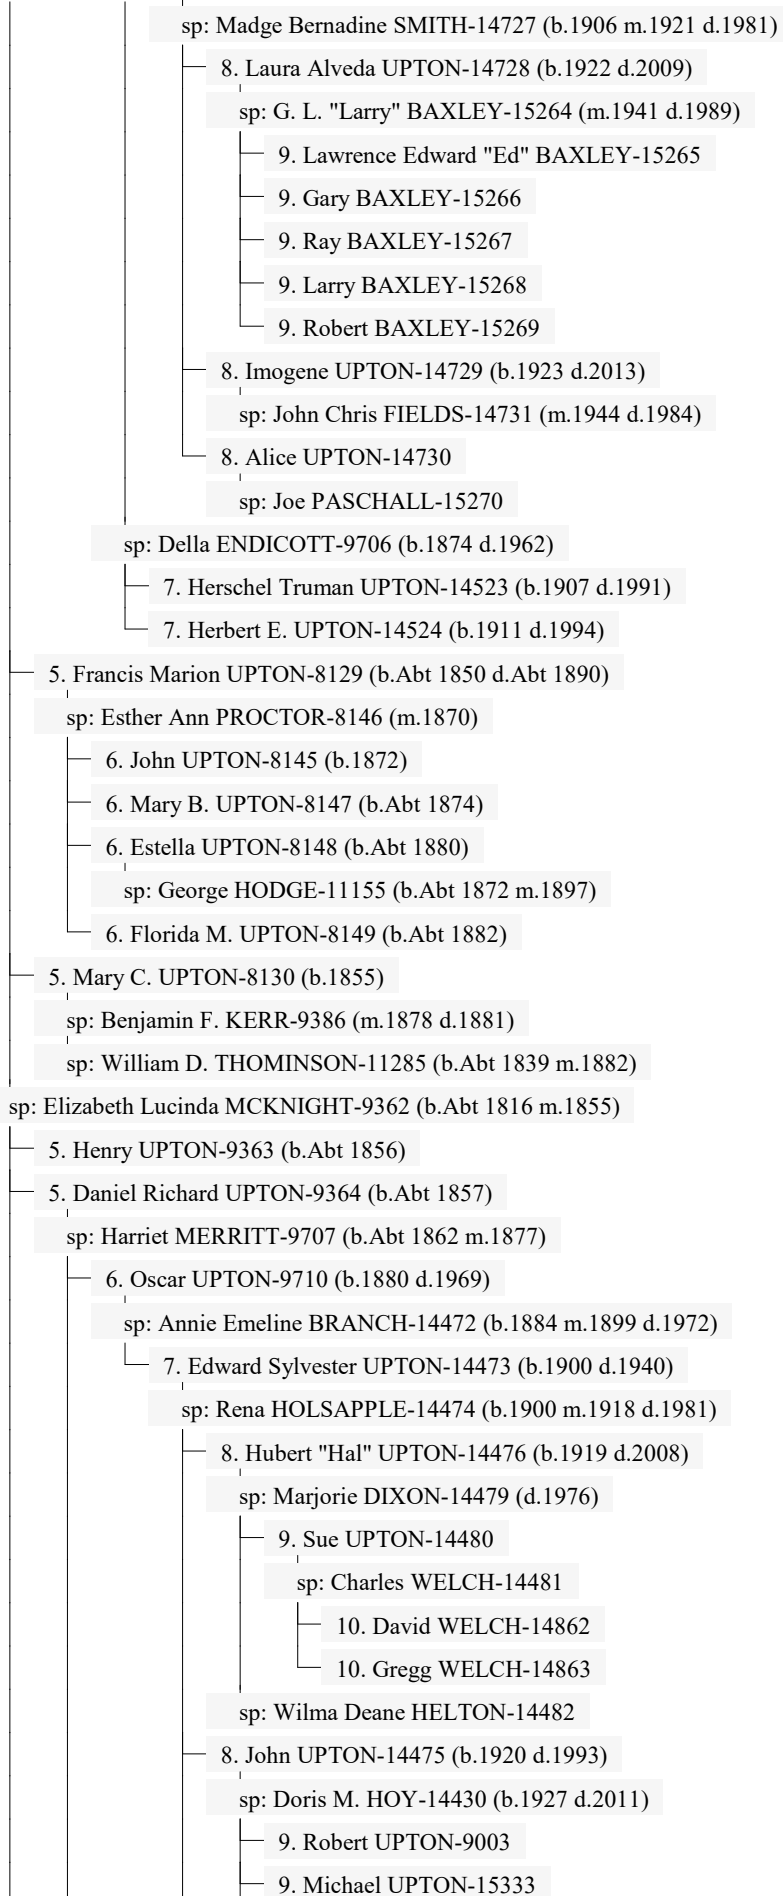 sp: Madge Bernadine SMITH-14727 (b.1906 m.1921 d.1981)
8. Laura Alveda UPTON-14728 (b.1922 d.2009)
sp: G. L. "Larry" BAXLEY-15264 (m.1941 d.1989)
9. Lawrence Edward "Ed" BAXLEY-15265
9. Gary BAXLEY-15266
9. Ray BAXLEY-15267
9. Larry BAXLEY-15268
9. Robert BAXLEY-15269
8. Imogene UPTON-14729 (b.1923 d.2013)
sp: John Chris FIELDS-14731 (m.1944 d.1984)
8. Alice UPTON-14730
sp: Joe PASCHALL-15270
sp: Della ENDICOTT-9706 (b.1874 d.1962)
7. Herschel Truman UPTON-14523 (b.1907 d.1991)
7. Herbert E. UPTON-14524 (b.1911 d.1994)
5. Francis Marion UPTON-8129 (b.Abt 1850 d.Abt 1890)
sp: Esther Ann PROCTOR-8146 (m.1870)
6. John UPTON-8145 (b.1872)
6. Mary B. UPTON-8147 (b.Abt 1874)
6. Estella UPTON-8148 (b.Abt 1880)
sp: George HODGE-11155 (b.Abt 1872 m.1897)
6. Florida M. UPTON-8149 (b.Abt 1882)
5. Mary C. UPTON-8130 (b.1855)
sp: Benjamin F. KERR-9386 (m.1878 d.1881)
sp: William D. THOMINSON-11285 (b.Abt 1839 m.1882)
sp: Elizabeth Lucinda MCKNIGHT-9362 (b.Abt 1816 m.1855)
5. Henry UPTON-9363 (b.Abt 1856)
5. Daniel Richard UPTON-9364 (b.Abt 1857)
sp: Harriet MERRITT-9707 (b.Abt 1862 m.1877)
6. Oscar UPTON-9710 (b.1880 d.1969)
sp: Annie Emeline BRANCH-14472 (b.1884 m.1899 d.1972)
7. Edward Sylvester UPTON-14473 (b.1900 d.1940)
sp: Rena HOLSAPPLE-14474 (b.1900 m.1918 d.1981)
8. Hubert "Hal" UPTON-14476 (b.1919 d.2008)
sp: Marjorie DIXON-14479 (d.1976)
9. Sue UPTON-14480
sp: Charles WELCH-14481
10. David WELCH-14862
10. Gregg WELCH-14863
sp: Wilma Deane HELTON-14482
8. John UPTON-14475 (b.1920 d.1993)
sp: Doris M. HOY-14430 (b.1927 d.2011)
9. Robert UPTON-9003
9. Michael UPTON-15333